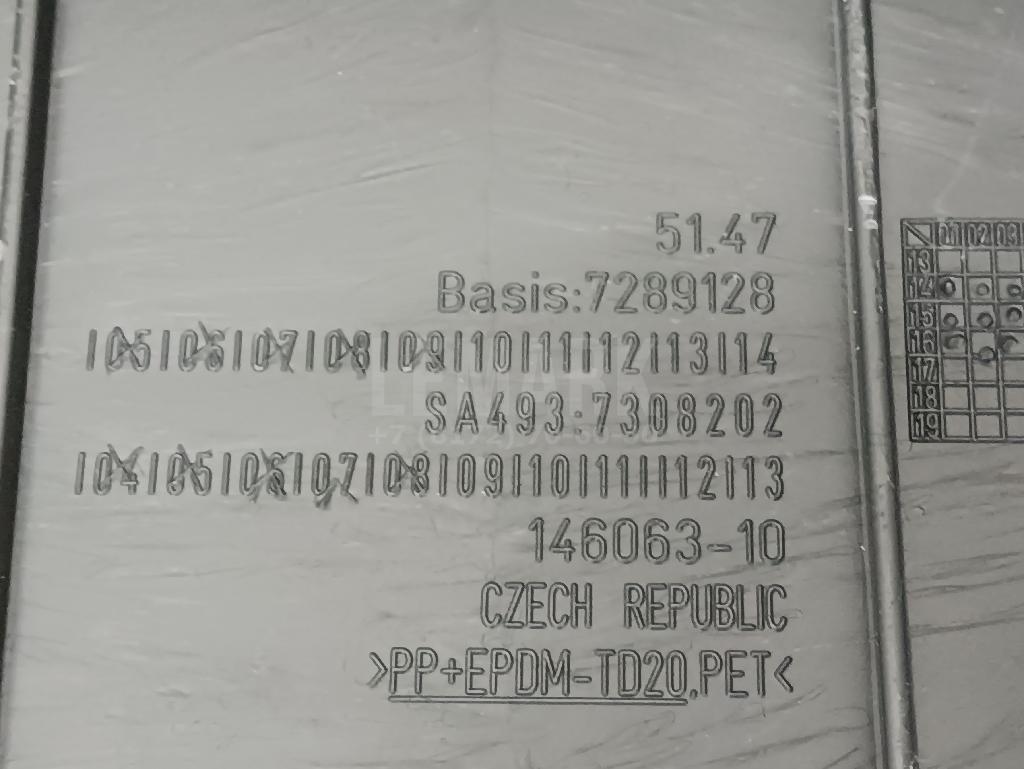 51.47
Basis:7289128
|05|06|07|08|09|10|11|12|13|14
LEMARK
SA493:7308202
|04|05|06|07|08|09|10|11|12|13
146063-10
CZECH REPUBLIC
>PP+EPDM-TD20.PET<
01 02 03
13
14
15
16
17
18
19